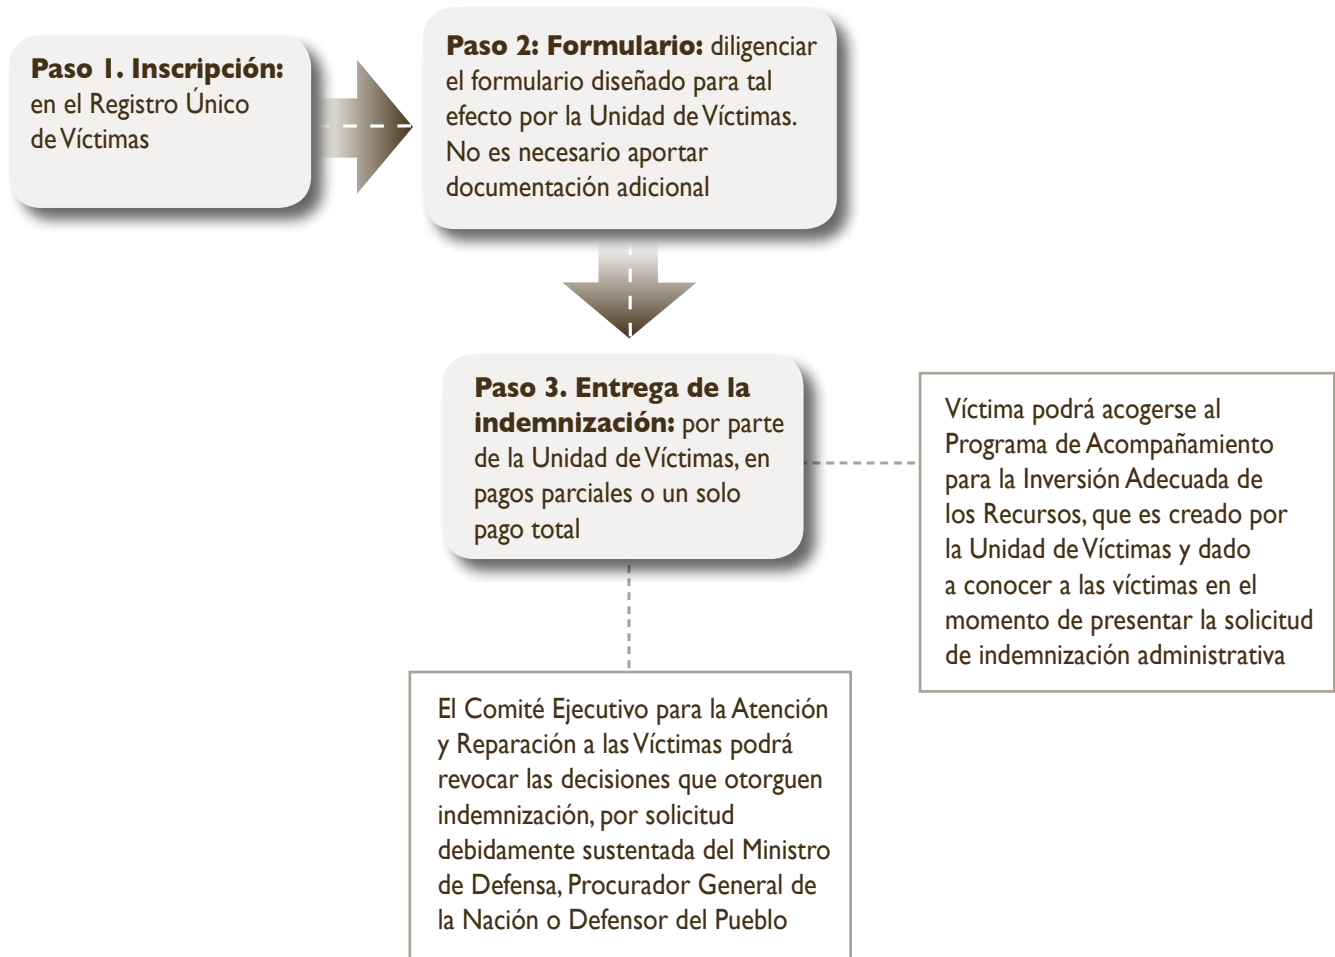 Paso 1. Inscripción:
en el Registro Único
de Víctimas
Paso 2: Formulario: diligenciar
el formulario diseñado para tal
efecto por la Unidad de Víctimas.
No es necesario aportar
documentación adicional
Paso 3. Entrega de la
indemnización: por parte
de la Unidad de Víctimas, en
pagos parciales o un solo
pago total
Víctima podrá acogerse al
Programa de Acompañamiento
para la Inversión Adecuada de
los Recursos, que es creado por
la Unidad de Víctimas y dado
a conocer a las víctimas en el
momento de presentar la solicitud
de indemnización administrativa
El Comité Ejecutivo para la Atención
y Reparación a las Víctimas podrá
revocar las decisiones que otorguen
indemnización, por solicitud
debidamente sustentada del Ministro
de Defensa, Procurador General de
la Nación o Defensor del Pueblo